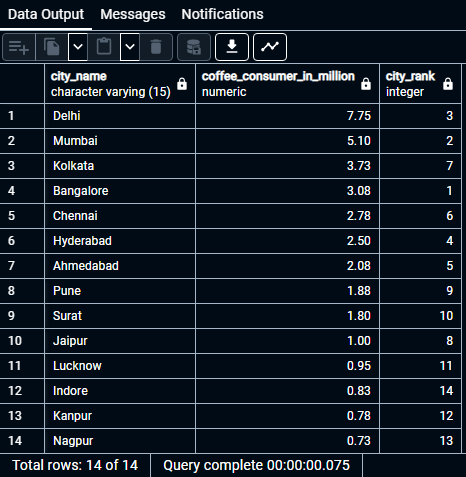 Data Output Messages Notifications
city_name coffee_consumer_in_million city_rank
character varying (15) numeric integer
1 Delhi 7.75 3
2 Mumbai 5.10 2
3 Kolkata 3.73 7
4 Bangalore 3.08 1
5 Chennai 2.78 6
6 Hyderabad 2.50 4
7 Ahmedabad 2.08 5
8 Pune 1.88 9
9 Surat 1.80 10
10 Jaipur 1.00 8
11 Lucknow 0.95 11
12 Indore 0.83 14
13 Kanpur 0.78 12
14 Nagpur 0.73 13
Total rows: 14 of 14 Query complete 00:00:00.075